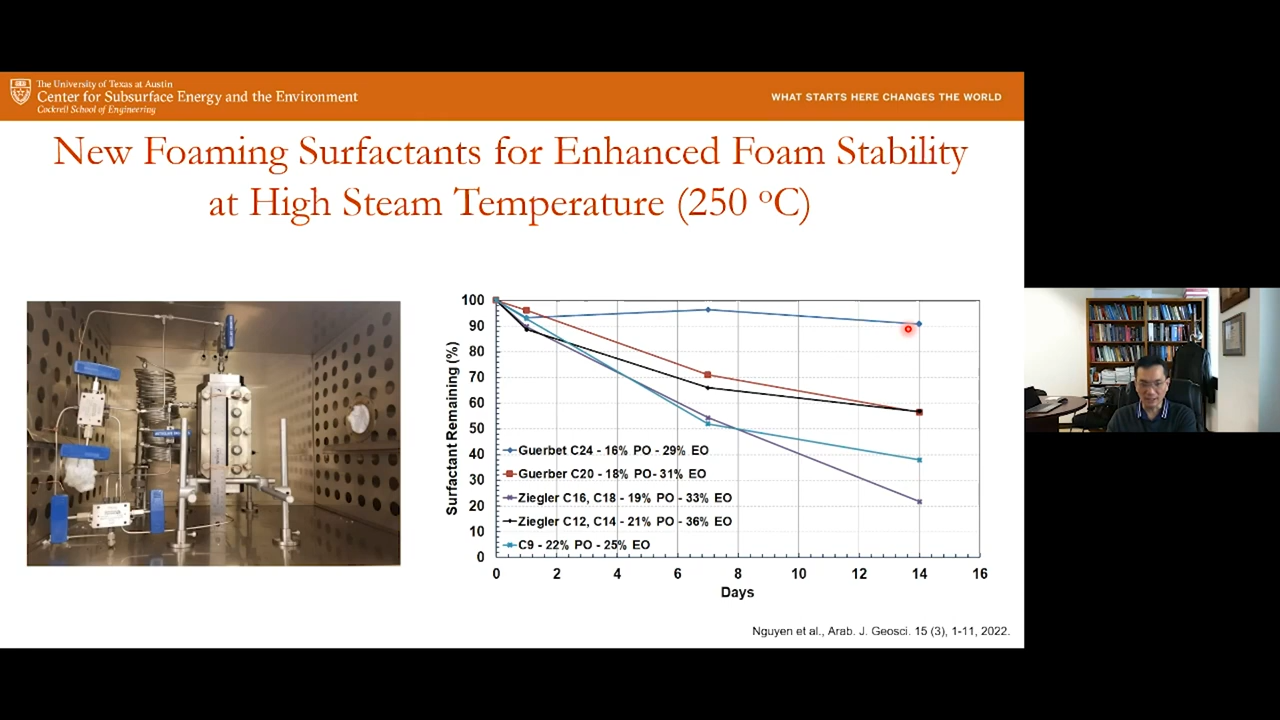 The University of Texas at Austin
Center for Subsurface Energy and the Environment
Cockrell School of Engineering
WHAT STARTS HERE CHANGES THE WORLD
New Foaming Surfactants for Enhanced Foam Stability
at High Steam Temperature (250 °C)
100
90
80
70
60
50
40
30
20
10
0
Surfactant Remaining (%)
Guerbet C24 - 16% PO - 29% EO
Guerber C20 - 18% PO- 31% EO
Ziegler C16, C18 - 19% PO - 33% EO
Ziegler C12, C14 - 21% PO - 36% EO
C9 - 22% PO - 25% EO
0 2 4 6 8 10 12 14 16
Days
Nguyen et al., Arab. J. Geosci. 15 (3), 1-11, 2022.